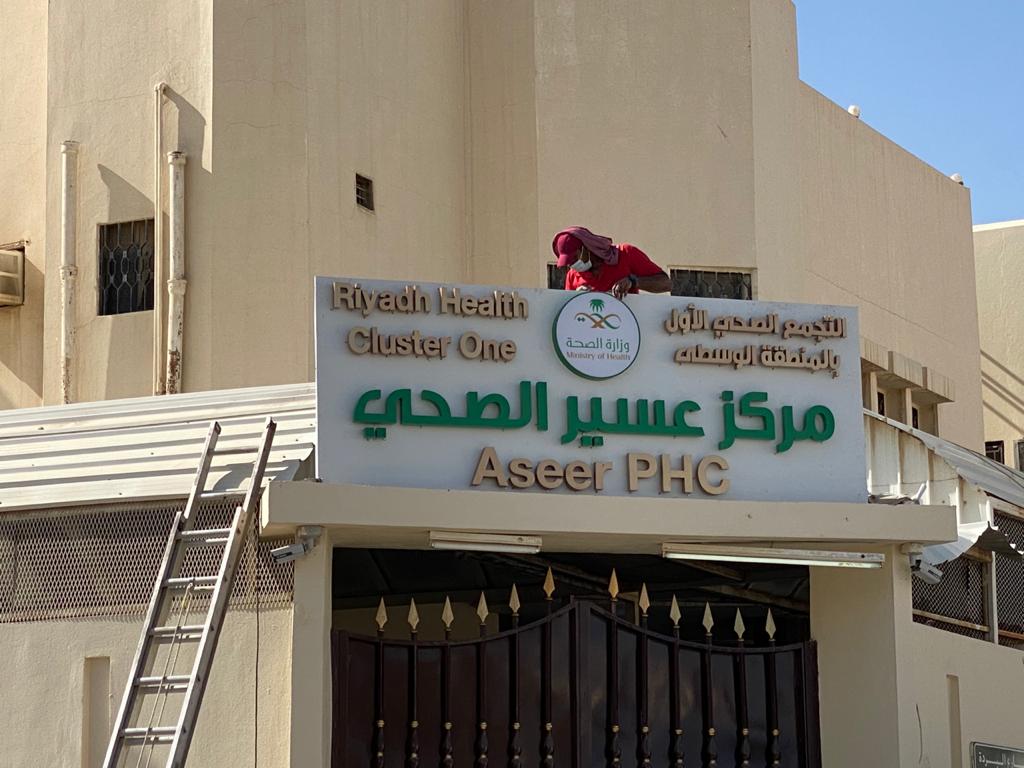 Riyadh Health
Cluster One
وزارة الصحة
Ministry of Health
التجمع الصحي الأول
بالمنطقة الوسطى
مركز عسير الصحي
Aseer PHC